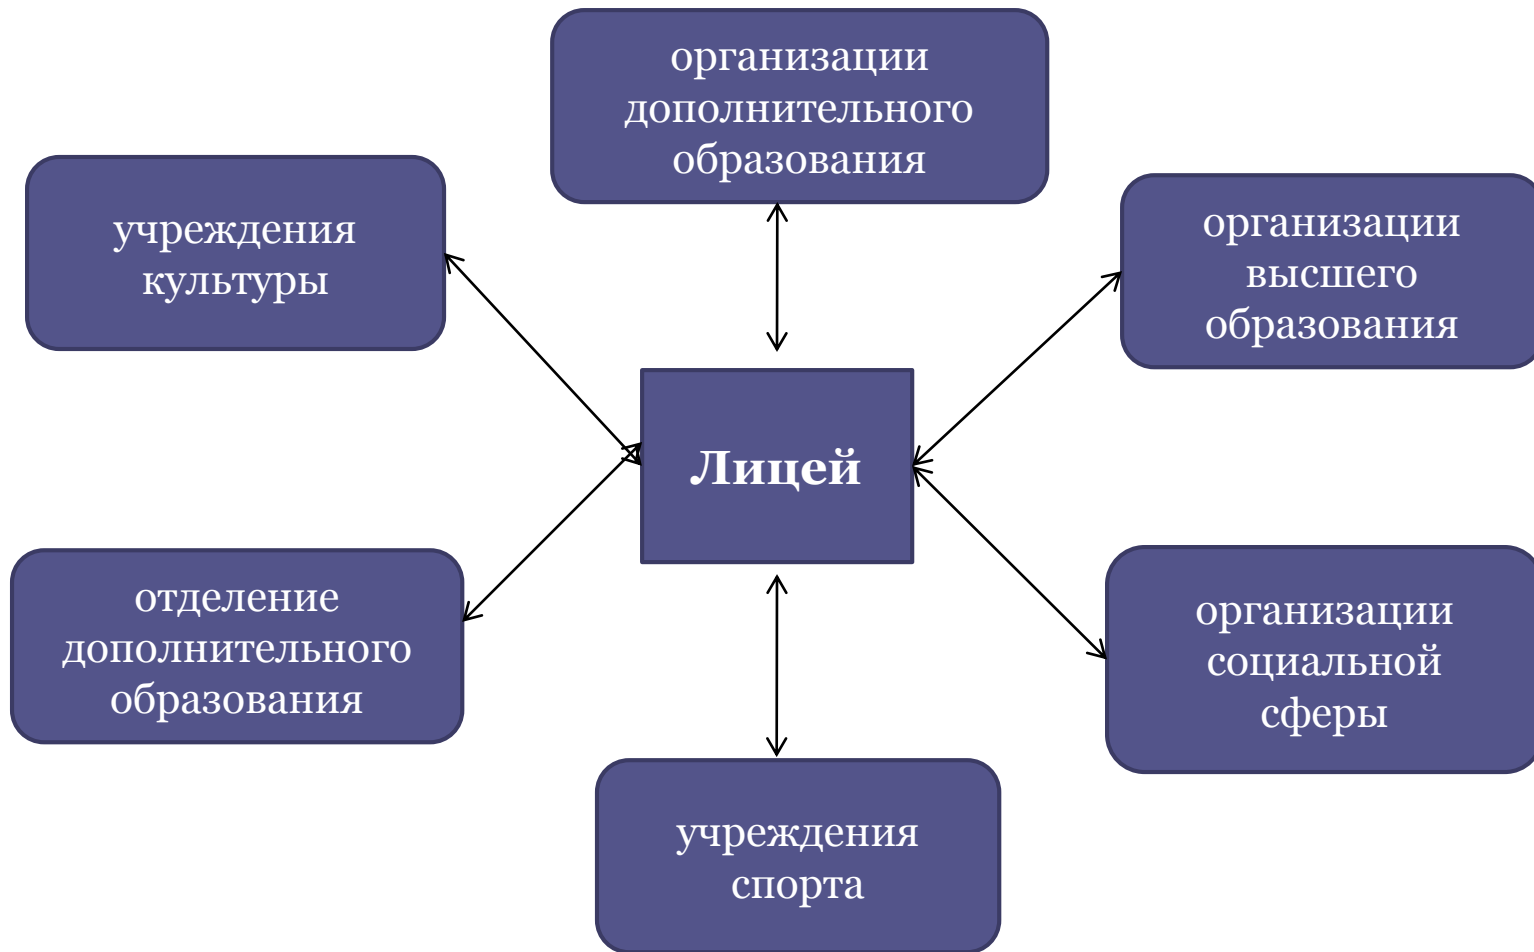 организации
дополнительного
образования
учреждения
культуры
организации
высшего
образования
Лицей
отделение
дополнительного
образования
организации
социальной
сферы
учреждения
спорта